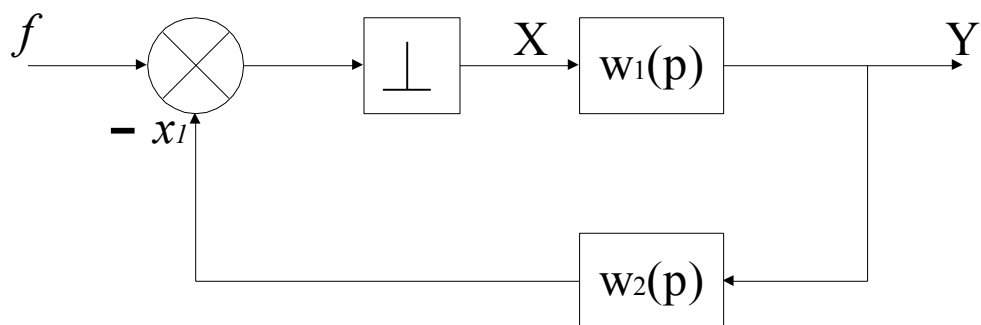 f
X
Y
w₁(p)
− x₁
w₂(p)